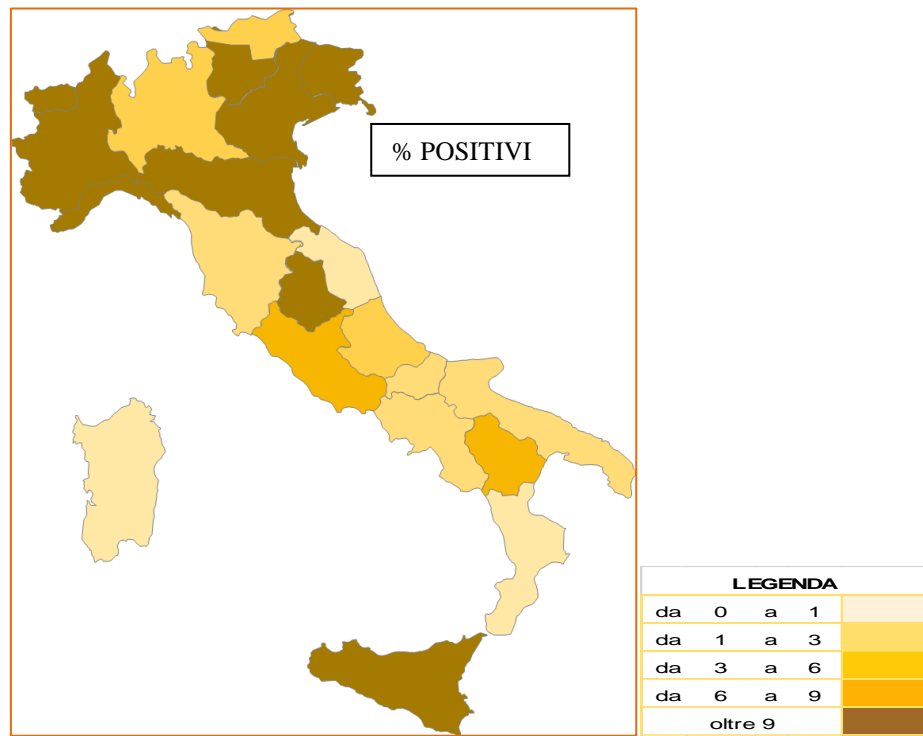 % POSITIVI
LEGENDA
da 0 a 1
da 1 a 3
da 3 a 6
da 6 a 9
oltre 9